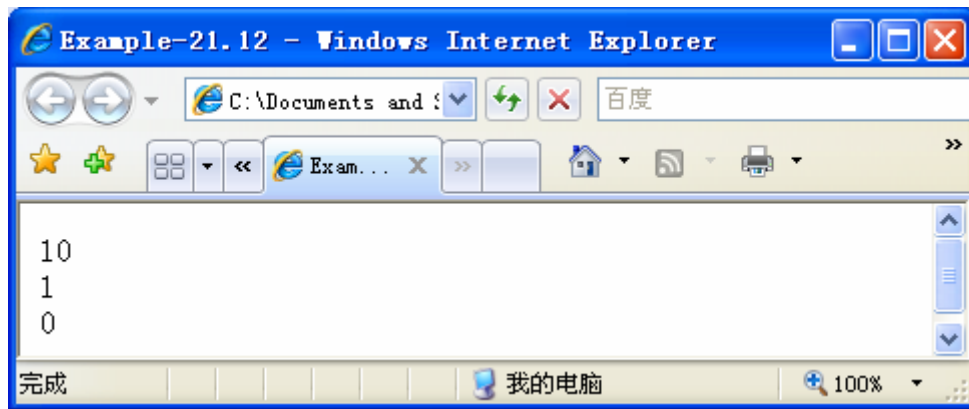 Example-21.12 - Windows Internet Explorer
C:\Documents and S
百度
Exam...
10
1
0
完成
我的电脑
100%